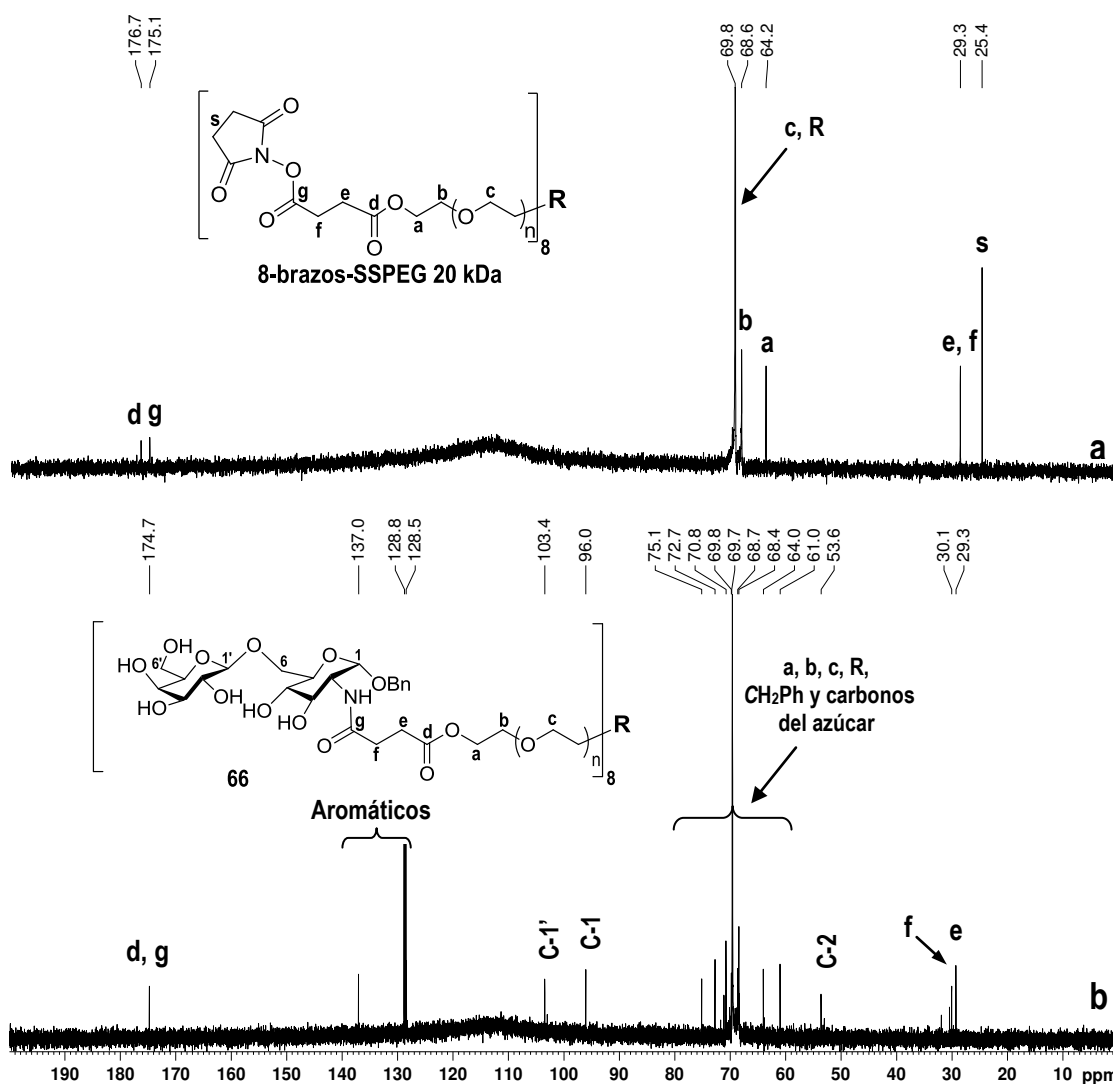 176.7
175.1
69.8
68.6
64.2
29.3
25.4
s
O
N
O
O
g
O
f
e
d
O
O
a
b
O
c
n
8
R
8-brazos-SSPEG 20 kDa
c, R
s
b
a
e, f
d g
a
174.7
137.0
128.8
128.5
103.4
96.0
75.1
72.7
70.8
69.8
69.7
68.7
68.4
64.0
61.0
53.6
30.1
29.3
OH
6'
HO
HO
O
1'
OH
O
6
O
1
HO
HO
OBn
NH
g
O
f
e
d
O
O
a
b
O
c
n
8
R
66
a, b, c, R,
CH2Ph y carbonos
del azúcar
Aromáticos
d, g
C-1’
C-1
C-2
f
e
b
190 180 170 160 150 140 130 120 110 100 90 80 70 60 50 40 30 20 10 ppm